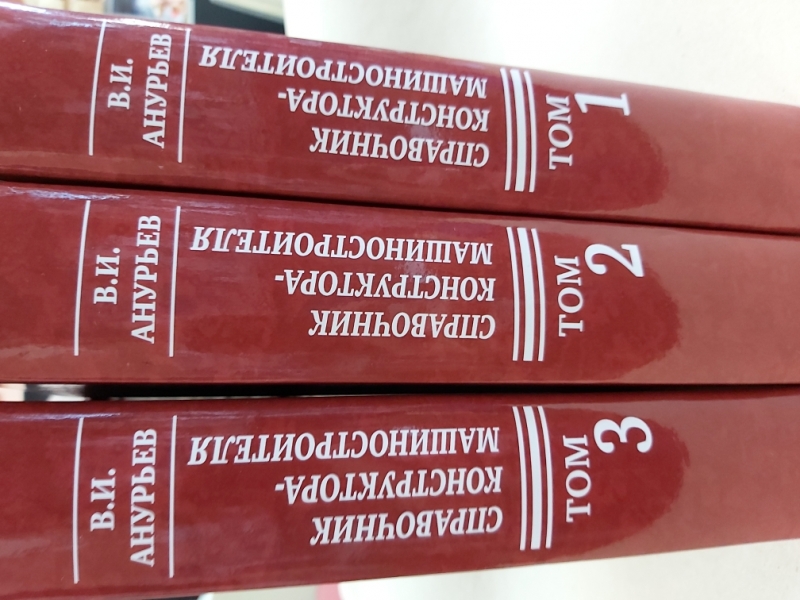 В.И.
АНУРЬЕВ
СПРАВОЧНИК
КОНСТРУКТОРА-
МАШИНОСТРОИТЕЛЯ
ТОМ
1
В.И.
АНУРЬЕВ
СПРАВОЧНИК
КОНСТРУКТОРА-
МАШИНОСТРОИТЕЛЯ
ТОМ
2
В.И.
АНУРЬЕВ
СПРАВОЧНИК
КОНСТРУКТОРА-
МАШИНОСТРОИТЕЛЯ
ТОМ
3